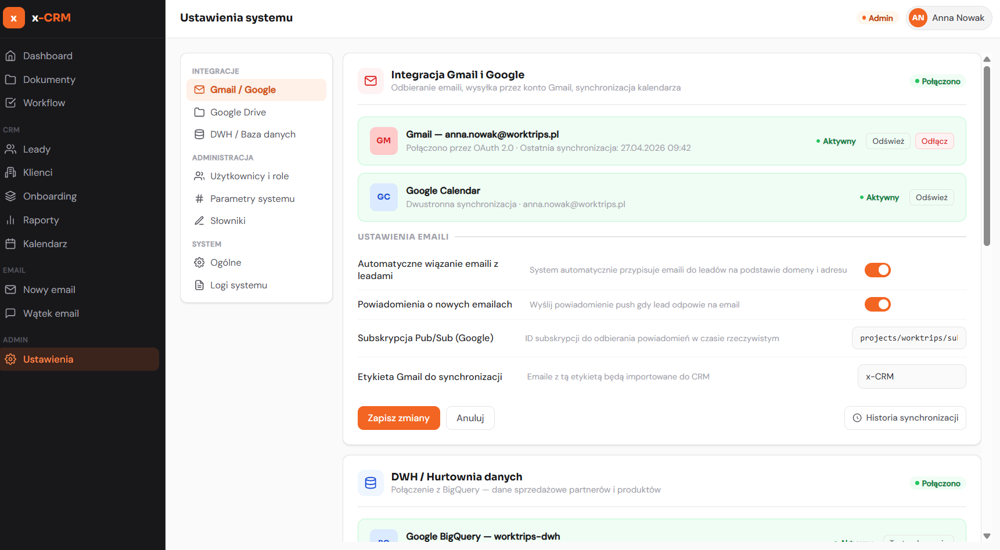 x
x-CRM
Dashboard
Dokumenty
Workflow
CRM
Leady
Klienci
Onboarding
Raporty
Kalendarz
EMAIL
Nowy email
Wątek email
ADMIN
Ustawienia
Ustawienia systemu
Admin
AN
Anna Nowak
INTEGRACJE
Gmail / Google
Google Drive
DWH / Baza danych
ADMINISTRACJA
Użytkownicy i role
Parametry systemu
Słowniki
SYSTEM
Ogólne
Logi systemu
Integracja Gmail i Google
Odbieranie emaili, wysyłka przez konto Gmail, synchronizacja kalendarza
Połączono
GM
Gmail — anna.nowak@worktrips.pl
Połączono przez OAuth 2.0 · Ostatnia synchronizacja: 27.04.2026 09:42
Aktywny
Odśwież
Odłącz
GC
Google Calendar
Dwustronna synchronizacja · anna.nowak@worktrips.pl
Aktywny
Odśwież
USTAWIENIA EMAILI
Automatyczne wiązanie emaili z
leadami
System automatycznie przypisuje emaili do leadów na podstawie domeny i adresu
Powiadomienia o nowych emailach
Wyślij powiadomienie push gdy lead odpowie na email
Subskrypcja Pub/Sub (Google)
ID subskrypcji do odbierania powiadomień w czasie rzeczywistym
projects/worktrips/su
Etykieta Gmail do synchronizacji
Emaile z tą etykietą będą importowane do CRM
x-CRM
Zapisz zmiany
Anuluj
Historia synchronizacji
DWH / Hurtownia danych
Połączenie z BigQuery — dane sprzedażowe partnerów i produktów
Połączono
Google BigQuery — worktrips-dwh